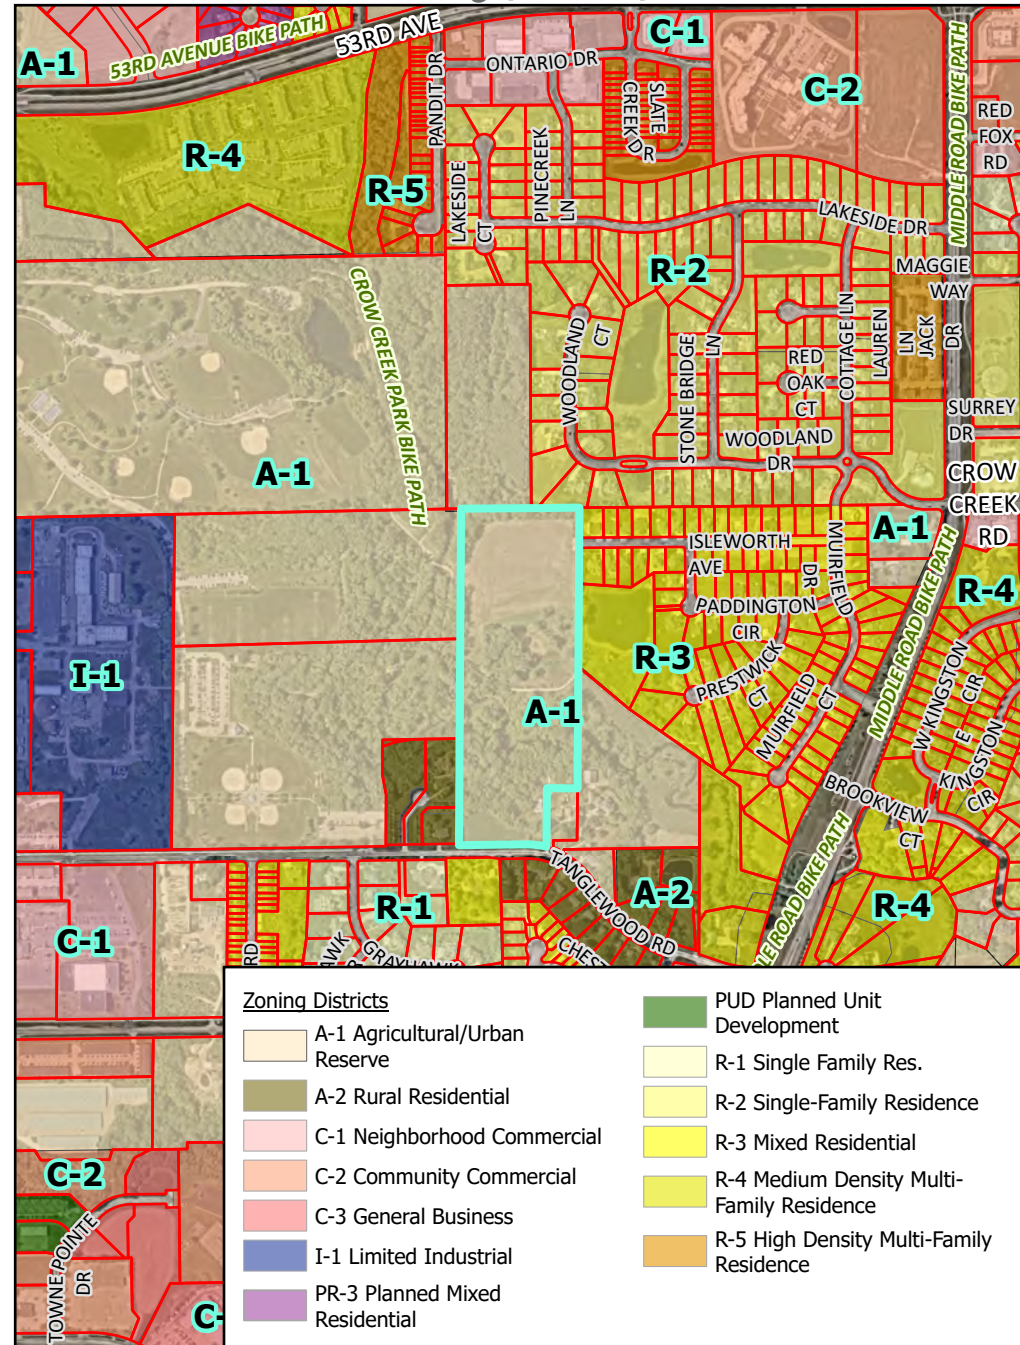 A-1
53RD AVENUE BIKE PATH
53RD AVE
C-1
ONTARIO DR
PANDIT DR
SLATE
CREEK DR
C-2
MIDDLE ROAD BIKE PATH
RED
FOX
RD
R-4
R-5
LAKESIDE
CT
PINECREEK
LN
LAKESIDE DR
R-2
MAGGIE
WAY
CROW CREEK PARK BIKE PATH
WOODLAND
CT
STONE BRIDGE
LN
RED
OAK
CT
COTTAGE LN
LAUREN
LN
JACK
DR
SURREY
DR
WOODLAND
DR
CROW
CREEK
RD
A-1
A-1
ISLEWORTH
AVE
MUIRFIELD
DR
PADDINGTON
CIR
MIDDLE ROAD BIKE PATH
R-4
R-3
PRESTWICK
CT
I-1
A-1
MUIRFIELD
CT
W KINGSTON
CIR
E KINGSTON
CIR
BROOKVIEW
CT
TANGLEWOOD RD
A-2
R-1
R-4
C-1
RD
GRAYHAWK
CHES
DLE ROAD BIKE PATH
C-2
TOWNE POINTE
DR
C-
Zoning Districts
A-1 Agricultural/Urban
Reserve
A-2 Rural Residential
C-1 Neighborhood Commercial
C-2 Community Commercial
C-3 General Business
I-1 Limited Industrial
PR-3 Planned Mixed
Residential
PUD Planned Unit
Development
R-1 Single Family Res.
R-2 Single-Family Residence
R-3 Mixed Residential
R-4 Medium Density Multi-
Family Residence
R-5 High Density Multi-Family
Residence